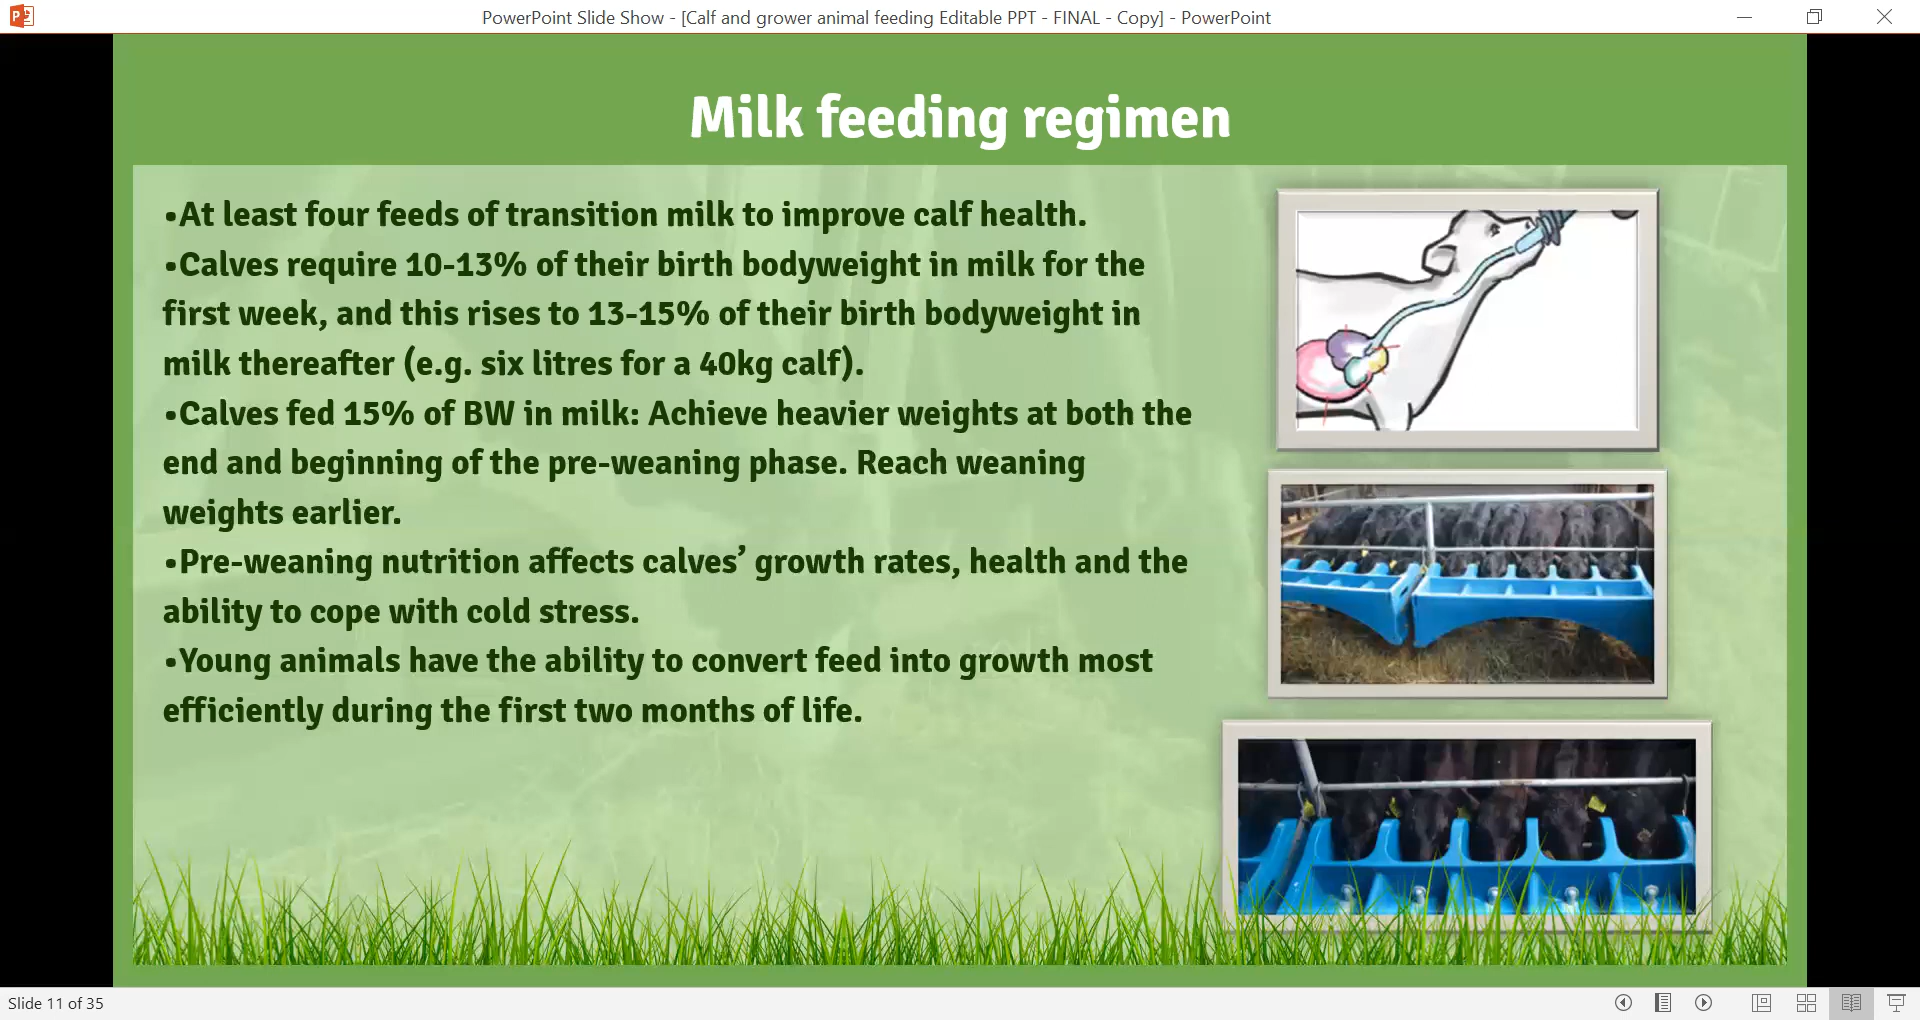 PowerPoint Slide Show - [Calf and grower animal feeding Editable PPT - FINAL - Copy] - PowerPoint
Milk feeding regimen
•At least four feeds of transition milk to improve calf health.
•Calves require 10-13% of their birth bodyweight in milk for the
first week, and this rises to 13-15% of their birth bodyweight in
milk thereafter (e.g. six litres for a 40kg calf).
•Calves fed 15% of BW in milk: Achieve heavier weights at both the
end and beginning of the pre-weaning phase. Reach weaning
weights earlier.
•Pre-weaning nutrition affects calves’ growth rates, health and the
ability to cope with cold stress.
•Young animals have the ability to convert feed into growth most
efficiently during the first two months of life.
Slide 11 of 35